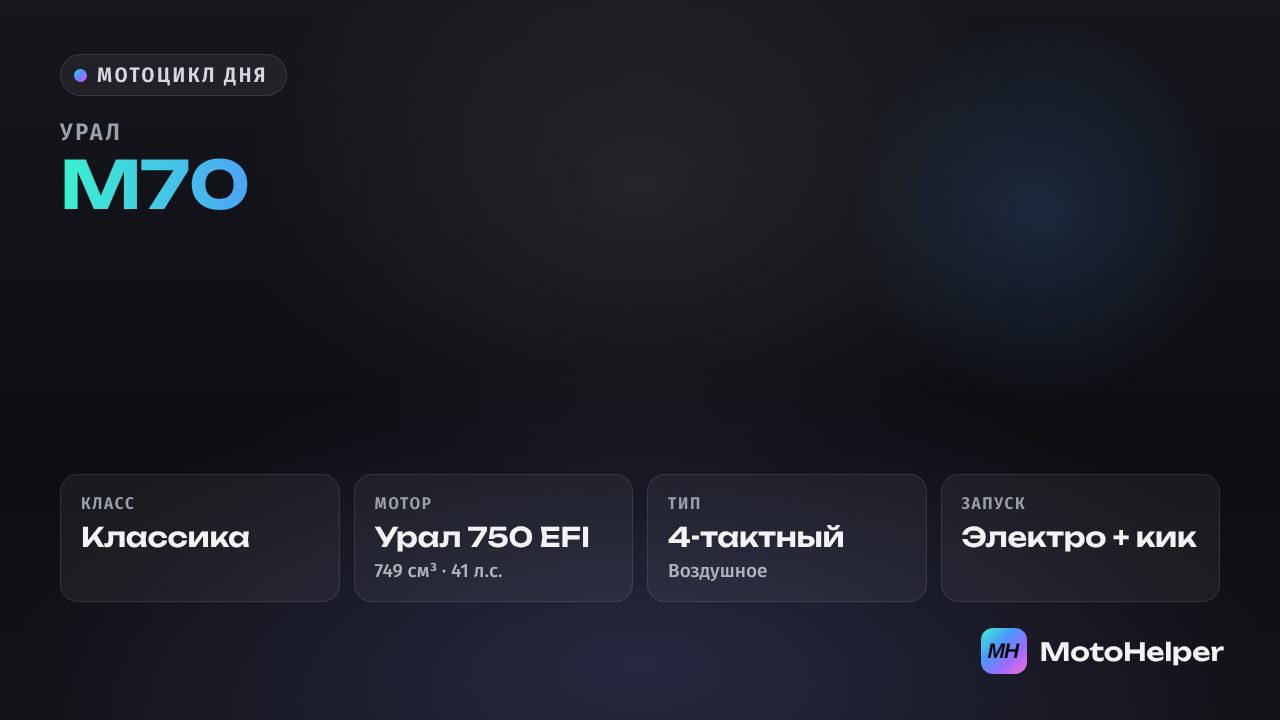 МОТОЦИКЛ ДНЯ
УРАЛ
M70
КЛАСС
Классика
МОТОР
Урал 750 EFI
749 см³ · 41 л.с.
ТИП
4-тактный
Воздушное
ЗАПУСК
Электро + кик
MH MotoHelper